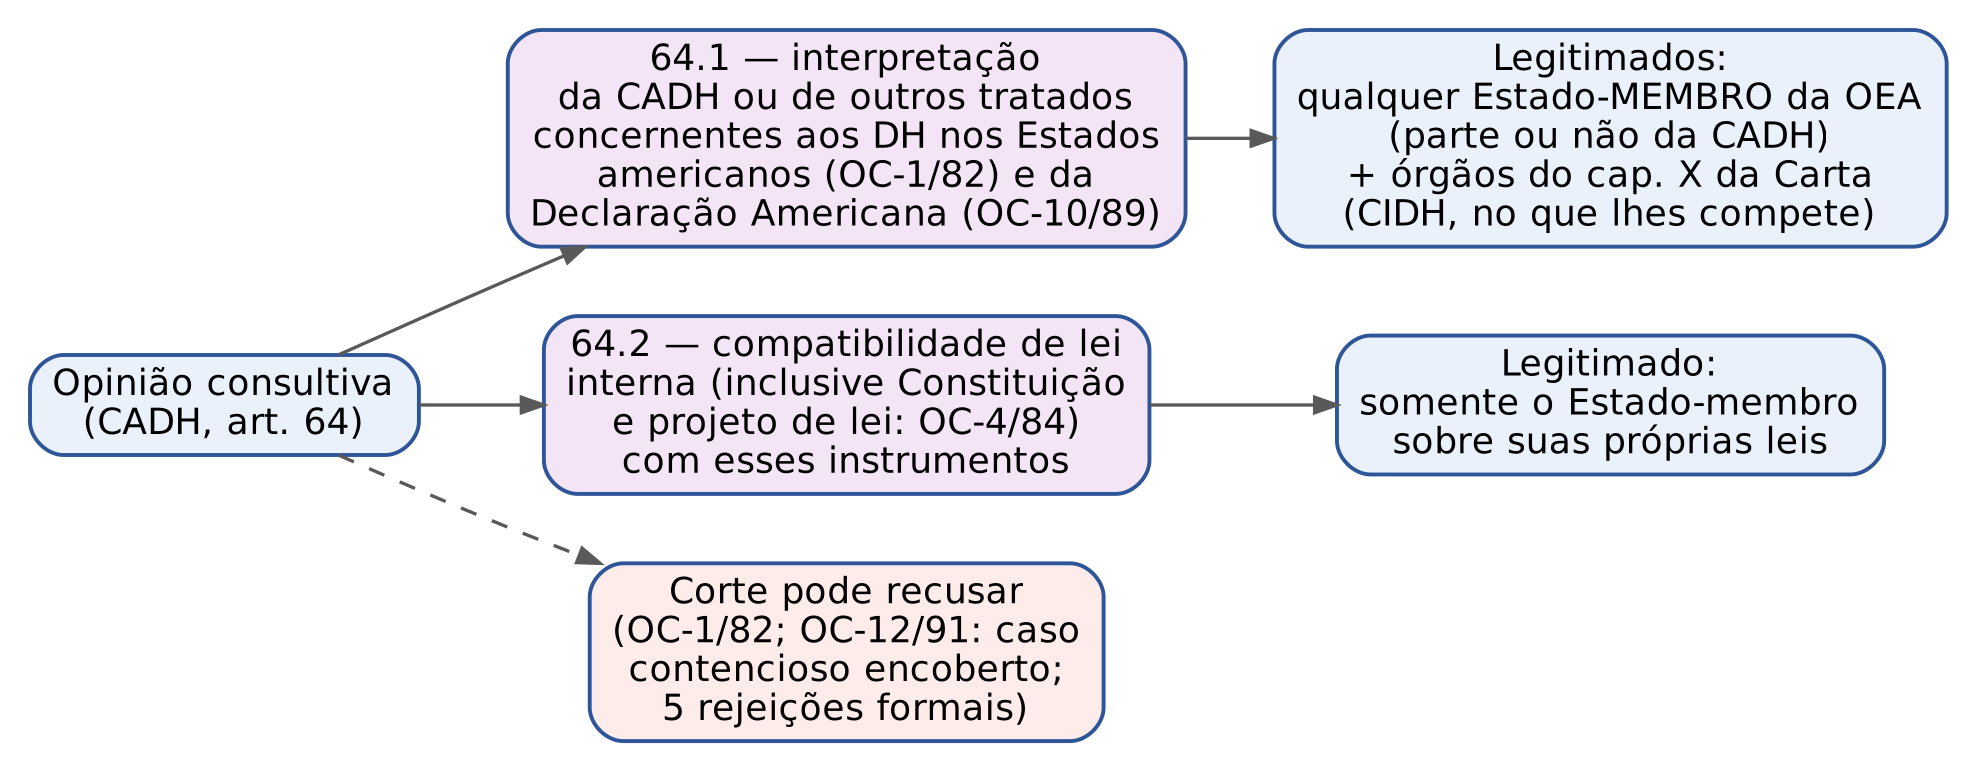 Opinião consultiva
(CADH, art. 64)
64.1 — interpretação
da CADH ou de outros tratados
concernentes aos DH nos Estados
americanos (OC-1/82) e da
Declaração Americana (OC-10/89)
Legitimados:
qualquer Estado-MEMBRO da OEA
(parte ou não da CADH)
+ órgãos do cap. X da Carta
(CIDH, no que lhes compete)
64.2 — compatibilidade de lei
interna (inclusive Constituição
e projeto de lei: OC-4/84)
com esses instrumentos
Legitimado:
somente o Estado-membro
sobre suas próprias leis
Corte pode recusar
(OC-1/82; OC-12/91: caso
contencioso encoberto;
5 rejeições formais)